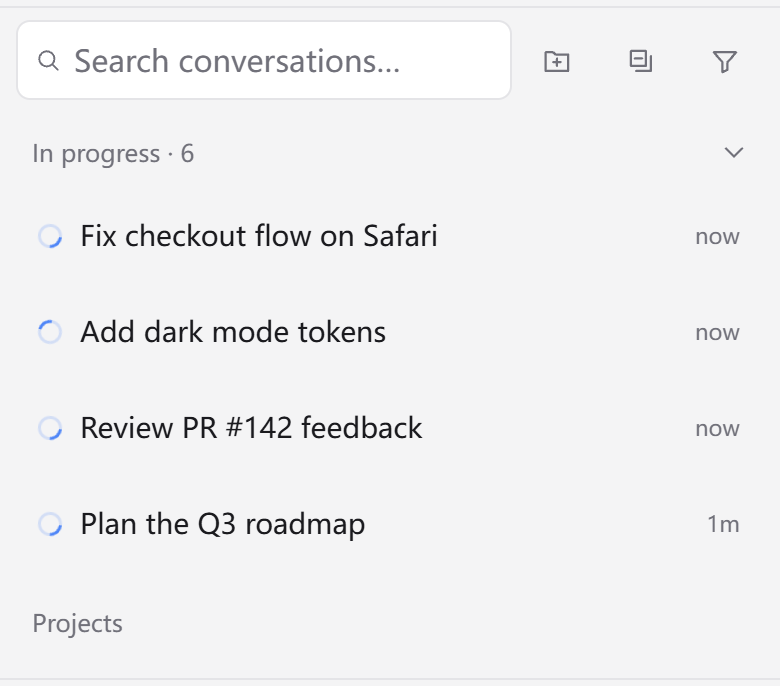 Search conversations...
In progress · 6
Fix checkout flow on Safari now
Add dark mode tokens now
Review PR #142 feedback now
Plan the Q3 roadmap 1m
Projects